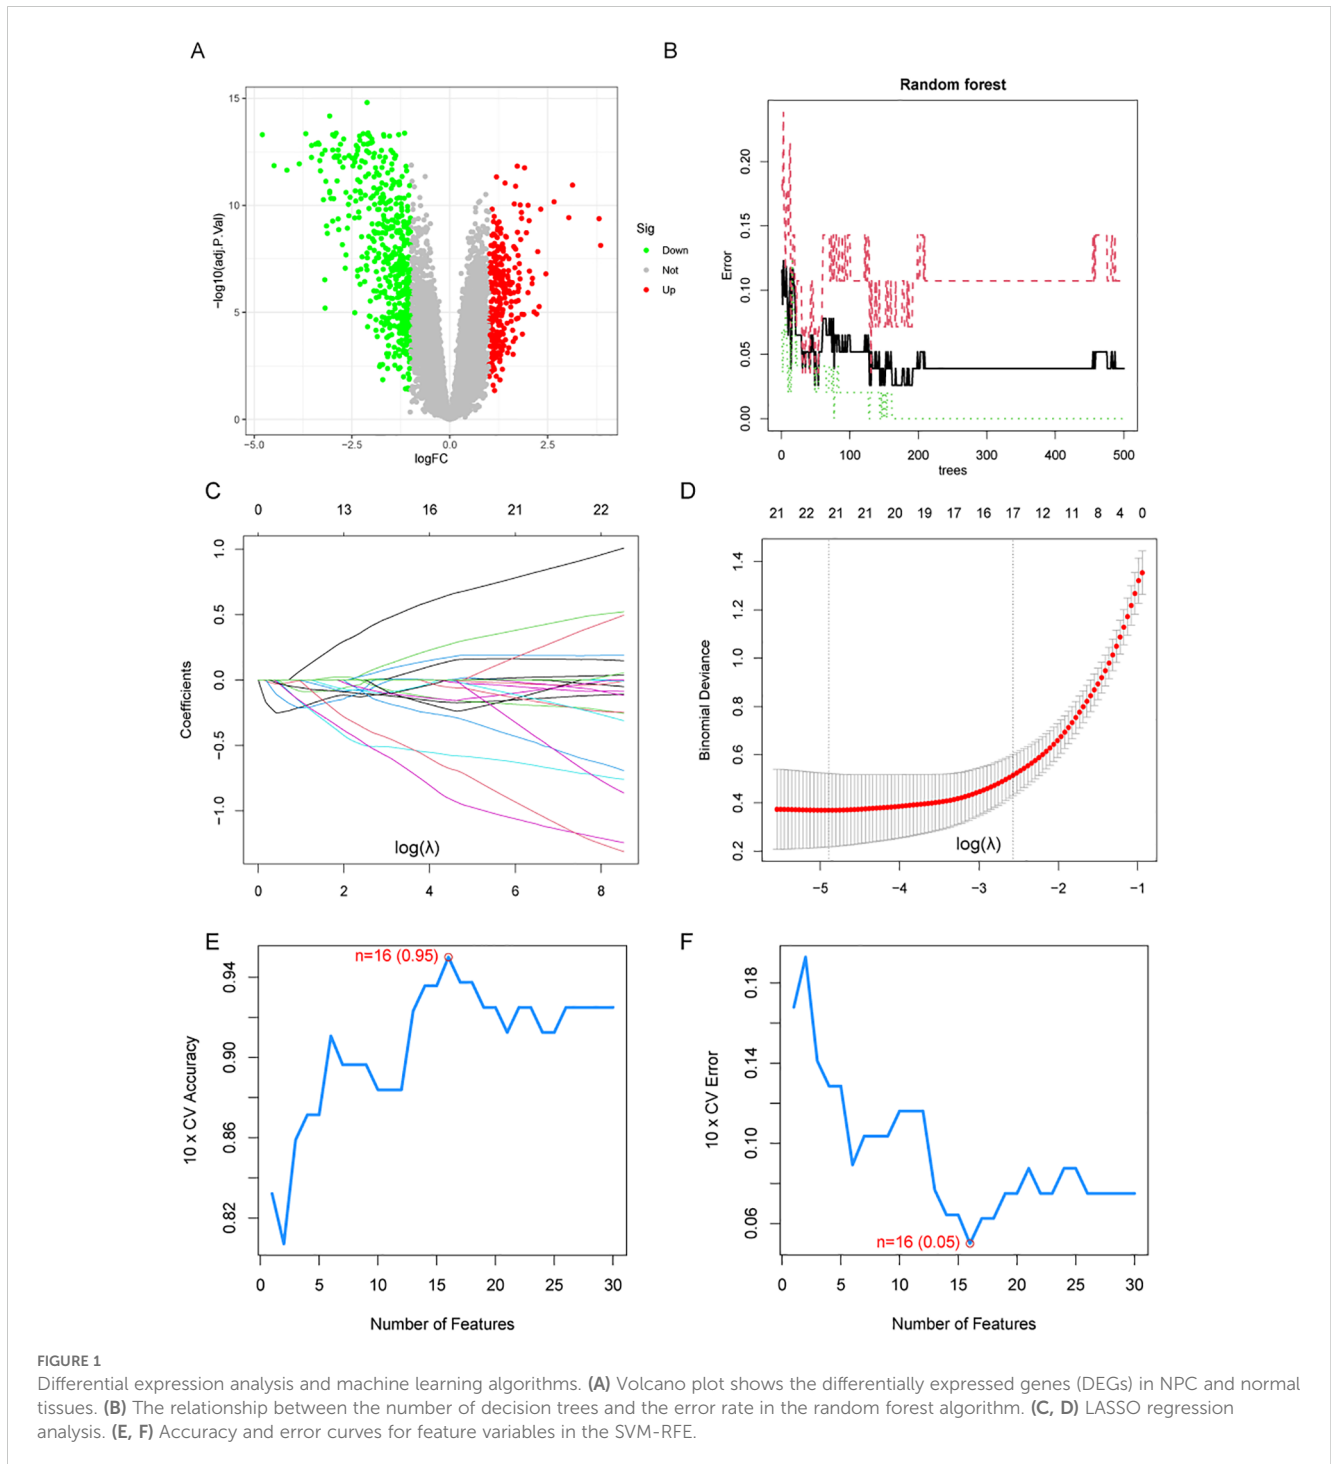 A
15
10
5
0
−log10(adj.P.Val)
−5.0 −2.5 0.0 2.5
logFC
Sig
Down
Not
Up
B
Random forest
0.20
0.15
0.10
0.05
0.00
Error
0 100 200 300 400 500
trees
C
0 13 16 21 22
1.0
0.5
0.0
−0.5
−1.0
Coefficients
log(λ)
0 2 4 6 8
D
21 22 21 21 20 19 17 16 17 12 11 8 4 0
1.4
1.2
1.0
0.8
0.6
0.4
0.2
Binomial Deviance
log(λ)
−5 −4 −3 −2 −1
E
n=16 (0.95)
0.94
0.90
0.86
0.82
10 x CV Accuracy
0 5 10 15 20 25 30
Number of Features
F
0.18
0.14
0.10
0.06
10 x CV Error
n=16 (0.05)
0 5 10 15 20 25 30
Number of Features
FIGURE 1
Differential expression analysis and machine learning algorithms. (A) Volcano plot shows the differentially expressed genes (DEGs) in NPC and normal
tissues. (B) The relationship between the number of decision trees and the error rate in the random forest algorithm. (C, D) LASSO regression
analysis. (E, F) Accuracy and error curves for feature variables in the SVM-RFE.